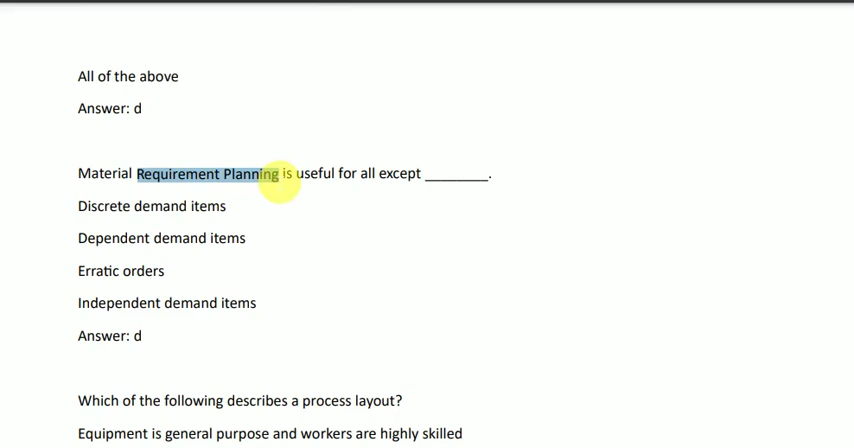 All of the above
Answer: d
Material Requirement Planning is useful for all except ________.
Discrete demand items
Dependent demand items
Erratic orders
Independent demand items
Answer: d
Which of the following describes a process layout?
Equipment is general purpose and workers are highly skilled